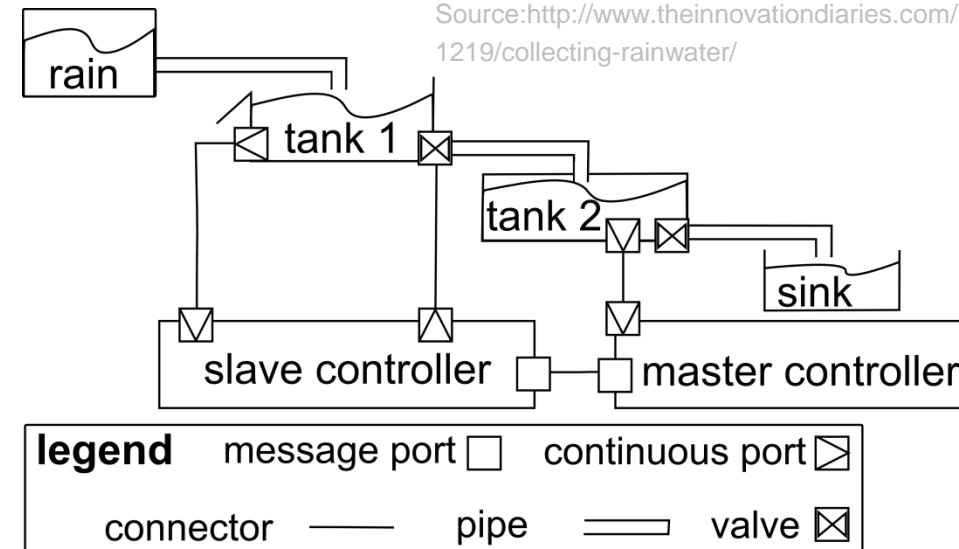 Source:http://www.theinnovationdiaries.com/
1219/collecting-rainwater/
rain
tank 1
tank 2
sink
slave controller
master controller
legend message port continuous port
connector pipe valve